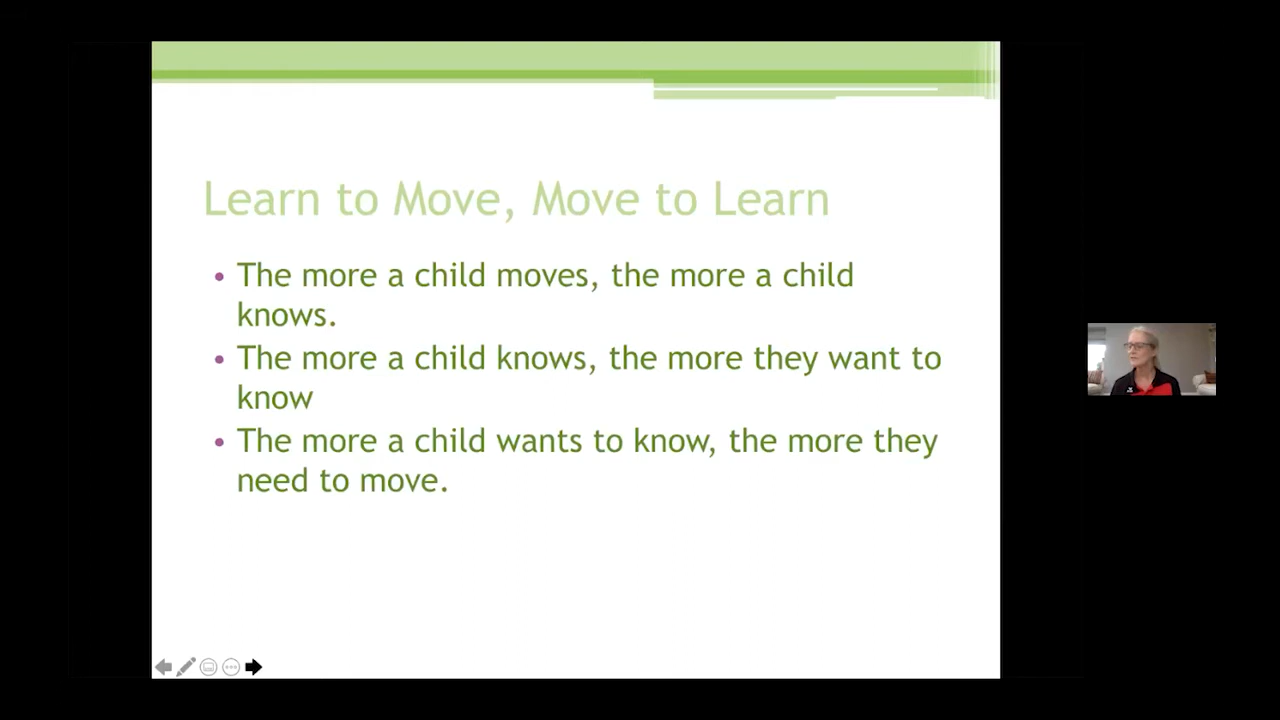 Learn to Move, Move to Learn
• The more a child moves, the more a child
knows.
• The more a child knows, the more they want to
know
• The more a child wants to know, the more they
need to move.